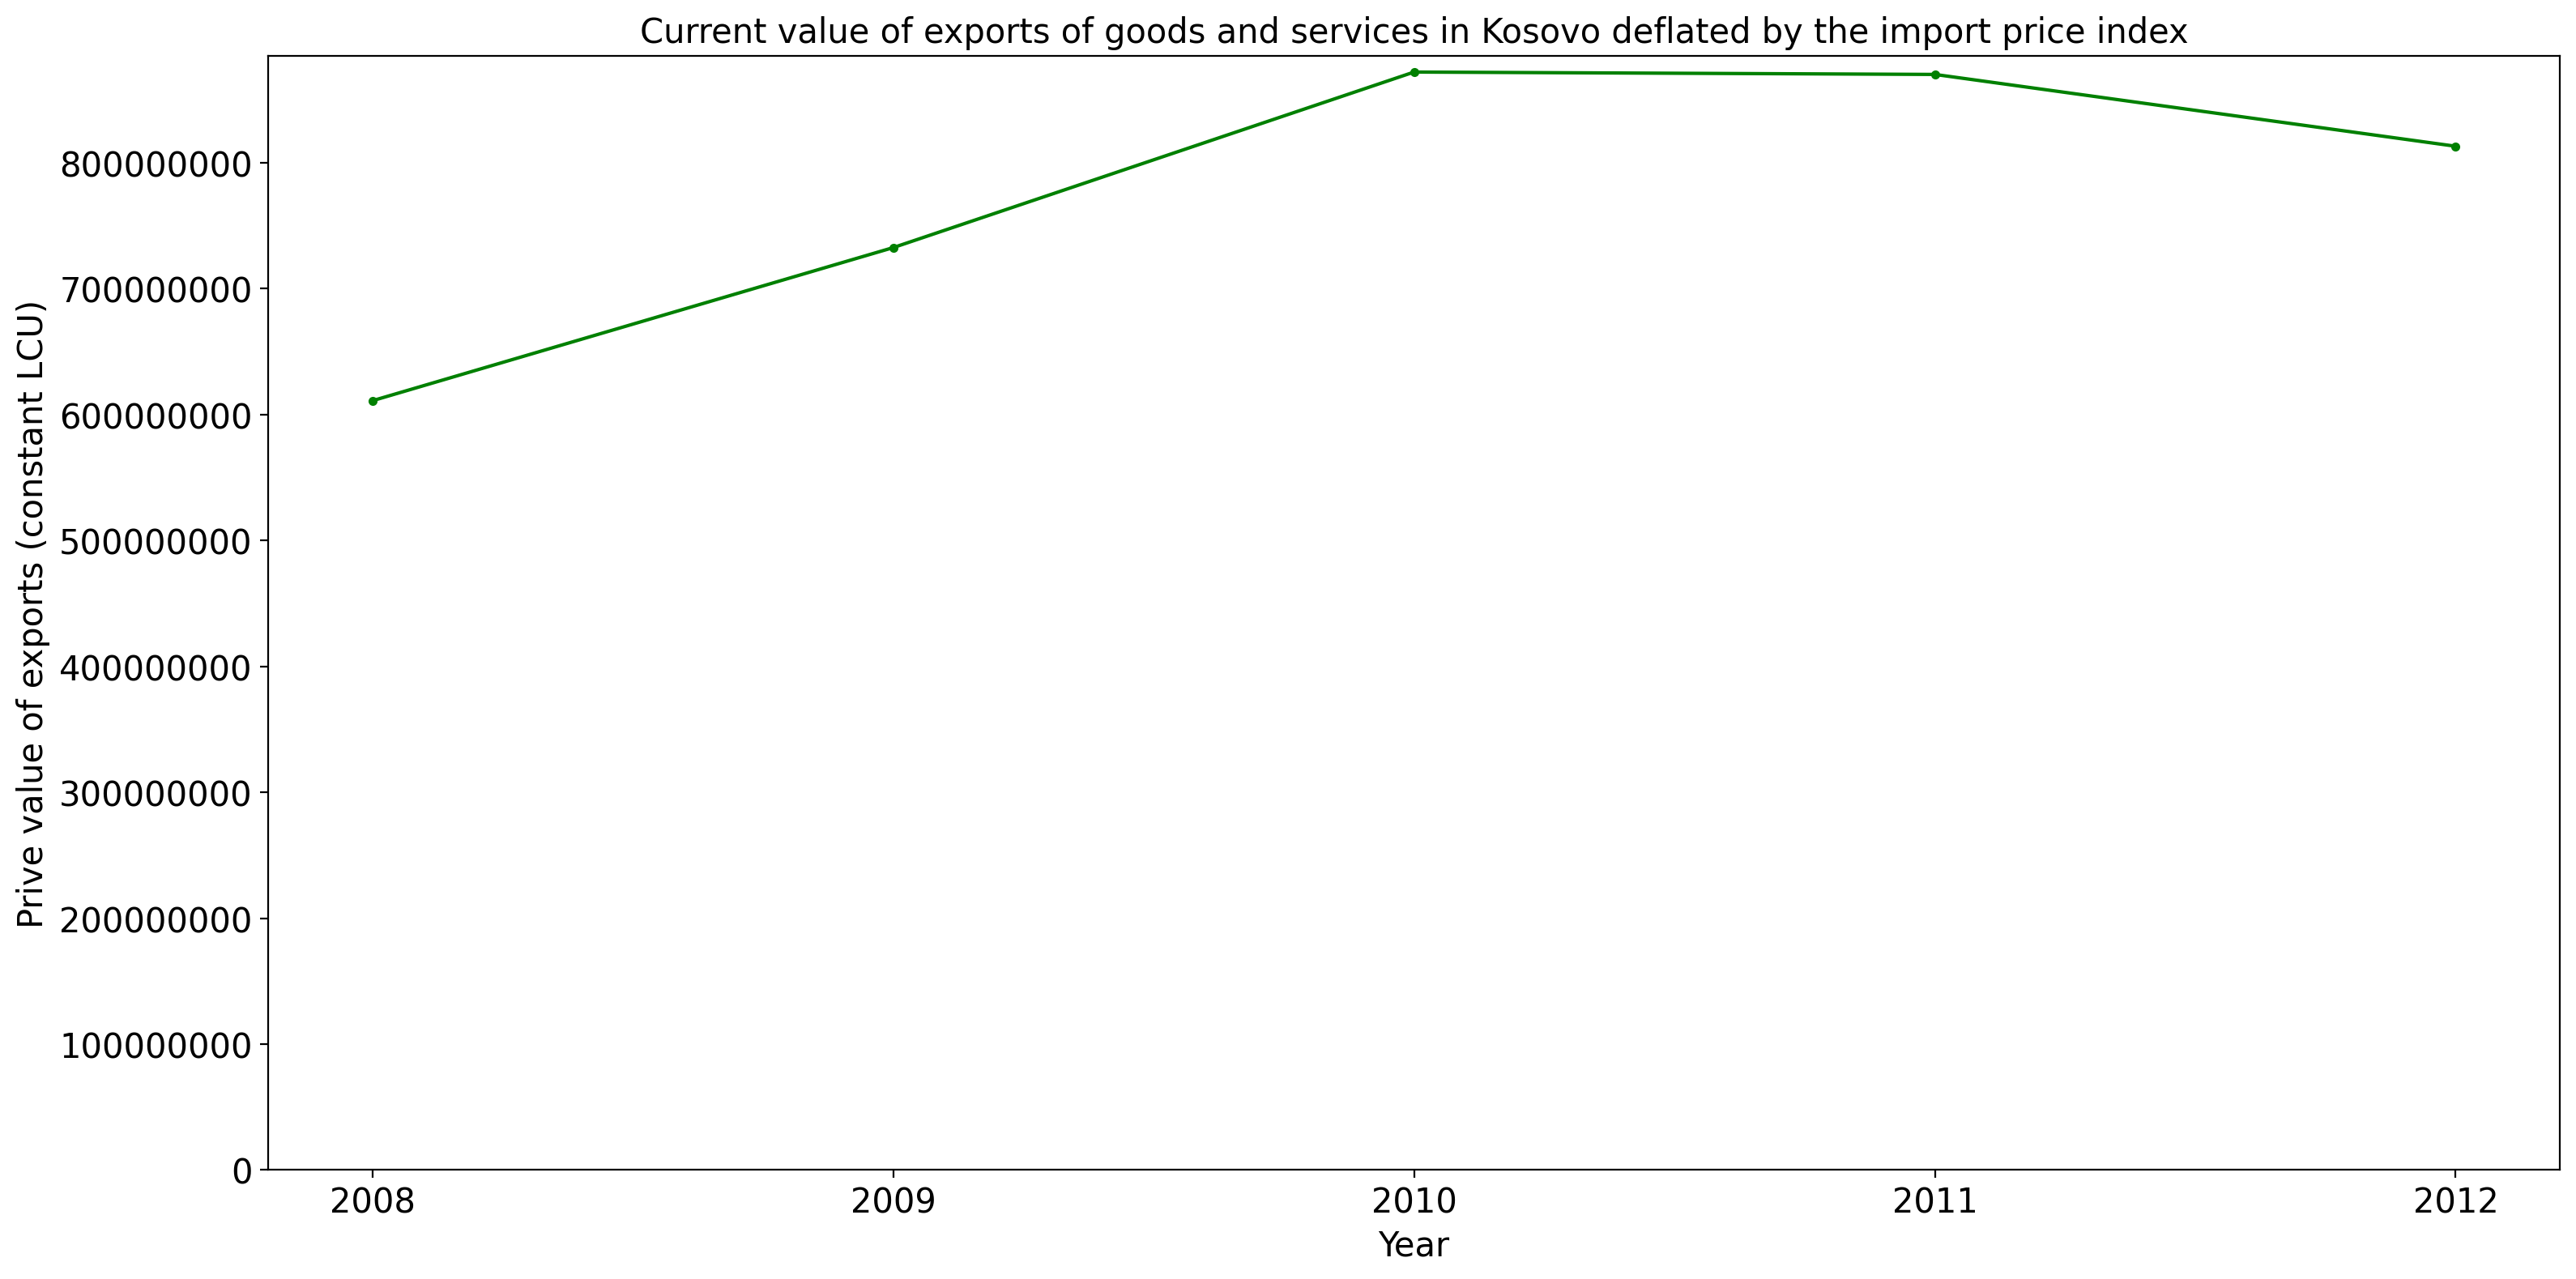 Current value of exports of goods and services in Kosovo deflated by the import price index
Prive value of exports (constant LCU)
800000000
700000000
600000000
500000000
400000000
300000000
200000000
100000000
0
2008 2009 2010 2011 2012
Year